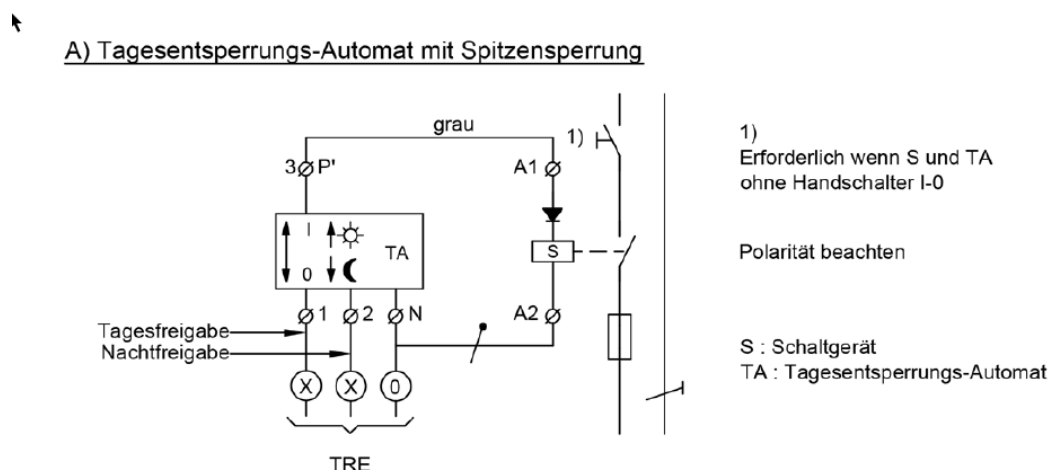 A) Tagesentsperrungs-Automat mit Spitzensperrung
grau
1)
3 P'
A1
I
0
TA
S
1 2 N
A2
Tagesfreigabe
Nachtfreigabe
X X 0
TRE
1)
Erforderlich wenn S und TA
ohne Handschalter I-0
Polarität beachten
S : Schaltgerät
TA : Tagesentsperrungs-Automat